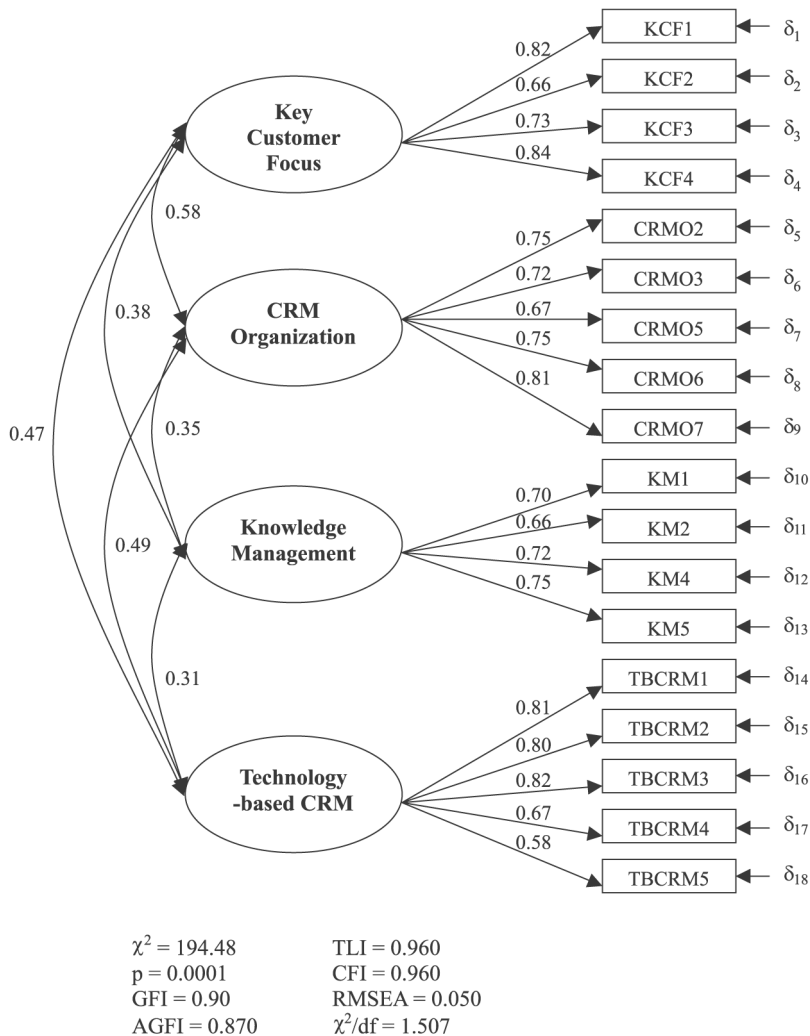 KCF1
δ1
0.82
KCF2
δ2
0.66
Key
Customer
Focus
0.73
KCF3
δ3
0.84
KCF4
δ4
0.58
CRMO2
δ5
0.75
CRMO3
δ6
0.72
CRM
Organization
0.38
0.67
CRMO5
δ7
0.75
CRMO6
δ8
0.81
CRMO7
δ9
0.47
0.35
KM1
δ10
0.70
KM2
δ11
0.66
Knowledge
Management
0.49
0.72
KM4
δ12
0.75
KM5
δ13
0.31
TBCRM1
δ14
0.81
TBCRM2
δ15
0.80
Technology
-based CRM
0.82
TBCRM3
δ16
0.67
TBCRM4
δ17
0.58
TBCRM5
δ18
χ² = 194.48
p = 0.0001
GFI = 0.90
AGFI = 0.870
TLI = 0.960
CFI = 0.960
RMSEA = 0.050
χ²/df = 1.507